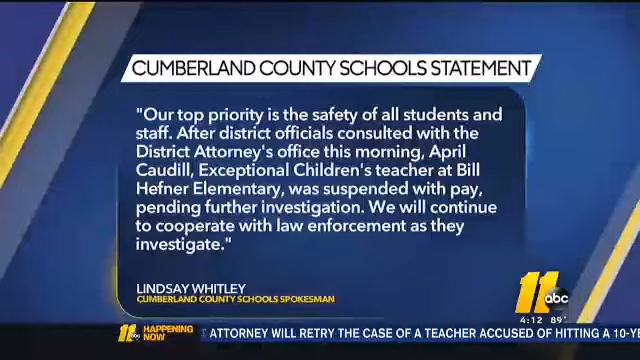 CUMBERLAND COUNTY SCHOOLS STATEMENT
"Our top priority is the safety of all students and
staff. After district officials consulted with the
District Attorney's office this morning, April
Caudill, Exceptional Children's teacher at Bill
Hefner Elementary, was suspended with pay,
pending further investigation. We will continue
to cooperate with law enforcement as they
investigate."
LINDSAY WHITLEY
CUMBERLAND COUNTY SCHOOLS SPOKESMAN
11 abc
4:12 89°
11 abc HAPPENING
NOW
T ATTORNEY WILL RETRY THE CASE OF A TEACHER ACCUSED OF HITTING A 10-YE